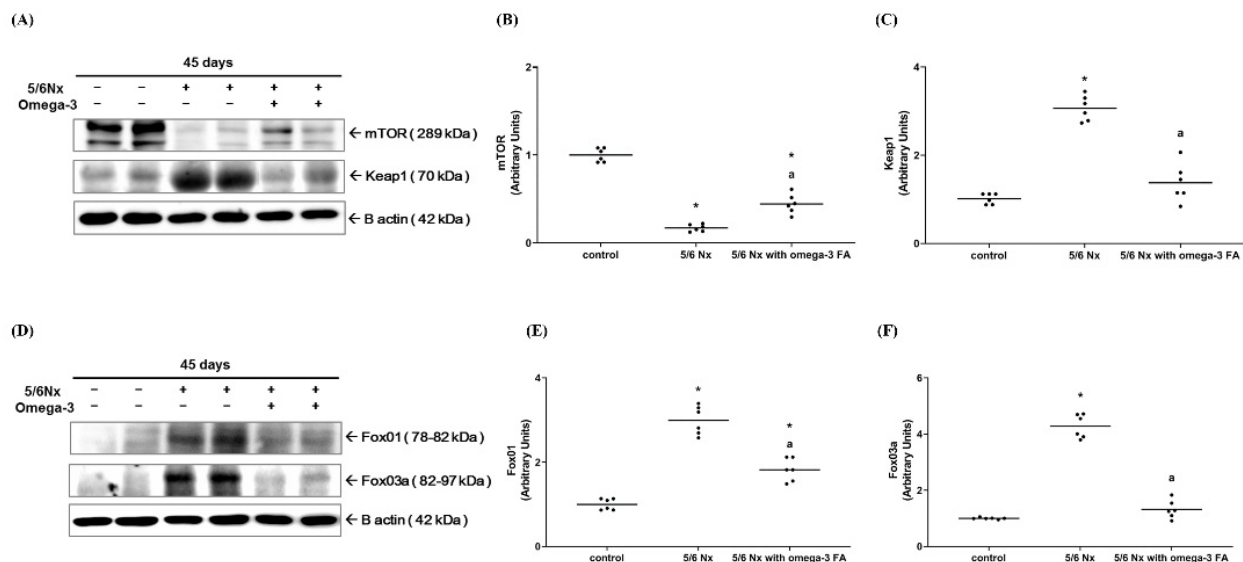 (A)
45 days
5/6Nx – – + + + +
Omega-3 – – – – + +
← mTOR (289 kDa)
← Keap1 (70 kDa)
← B actin (42 kDa)
(B)
mTOR
(Arbitrary Units)
2
1
0
*
*
a
control 5/6 Nx 5/6 Nx with omega-3 FA
(C)
Keap1
(Arbitrary Units)
4
2
0
*
a
control 5/6 Nx 5/6 Nx with omega-3 FA
(D)
45 days
5/6Nx – – + + + +
Omega-3 – – – – + +
← Fox01 (78-82 kDa)
← Fox03a (82-97 kDa)
← B actin (42 kDa)
(E)
Fox01
(Arbitrary Units)
4
2
0
*
*
a
control 5/6 Nx 5/6 Nx with omega-3 FA
(F)
Fox03a
(Arbitrary Units)
6
4
2
0
*
a
control 5/6 Nx 5/6 Nx with omega-3 FA